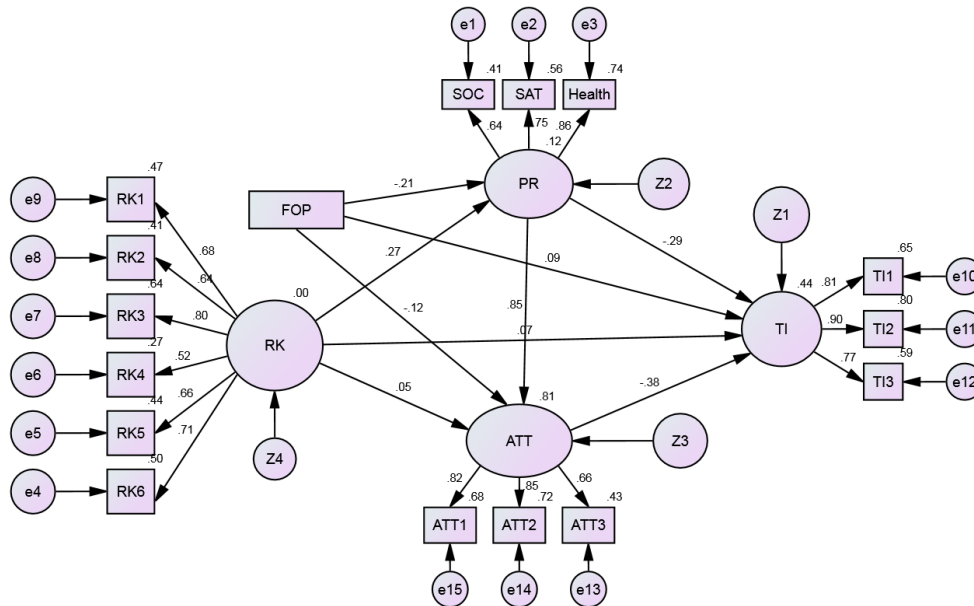 e1
e2
e3
.41
.56
.74
SOC
SAT
Health
.64
.75
.86
.12
PR
Z2
FOP
-.21
.47
e9
RK1
.41
e8
RK2
.64
e7
RK3
.27
e6
RK4
.44
e5
RK5
.50
e4
RK6
.68
.64
.80
.52
.66
.71
.00
RK
Z4
.27
-.12
.09
.85
-.29
.07
.05
-.38
Z1
.44
TI
.81
.90
.77
.65
TI1
e10
.80
TI2
e11
.59
TI3
e12
.81
ATT
Z3
.82
.85
.66
.68
.72
.43
ATT1
ATT2
ATT3
e15
e14
e13